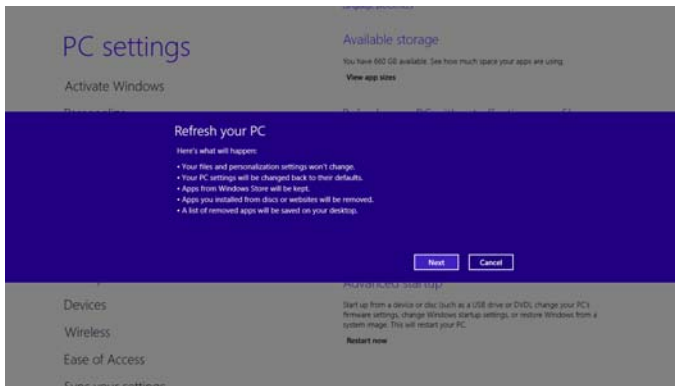 PC settings
Activate Windows
Available storage
You have 660 GB available. See how much space your apps are using.
View app sizes
Refresh your PC
Here's what will happen:
• Your files and personalization settings won't change.
• Your PC settings will be changed back to their defaults.
• Apps from Windows Store will be kept.
• Apps you installed from discs or websites will be removed.
• A list of removed apps will be saved on your desktop.
Next
Cancel
Devices
Wireless
Ease of Access
Sync your settings
Advanced startup
Start up from a device or disc (such as a USB drive or DVD), change your PC's
firmware settings, change Windows startup settings, or restore Windows from a
system image. This will restart your PC.
Restart now